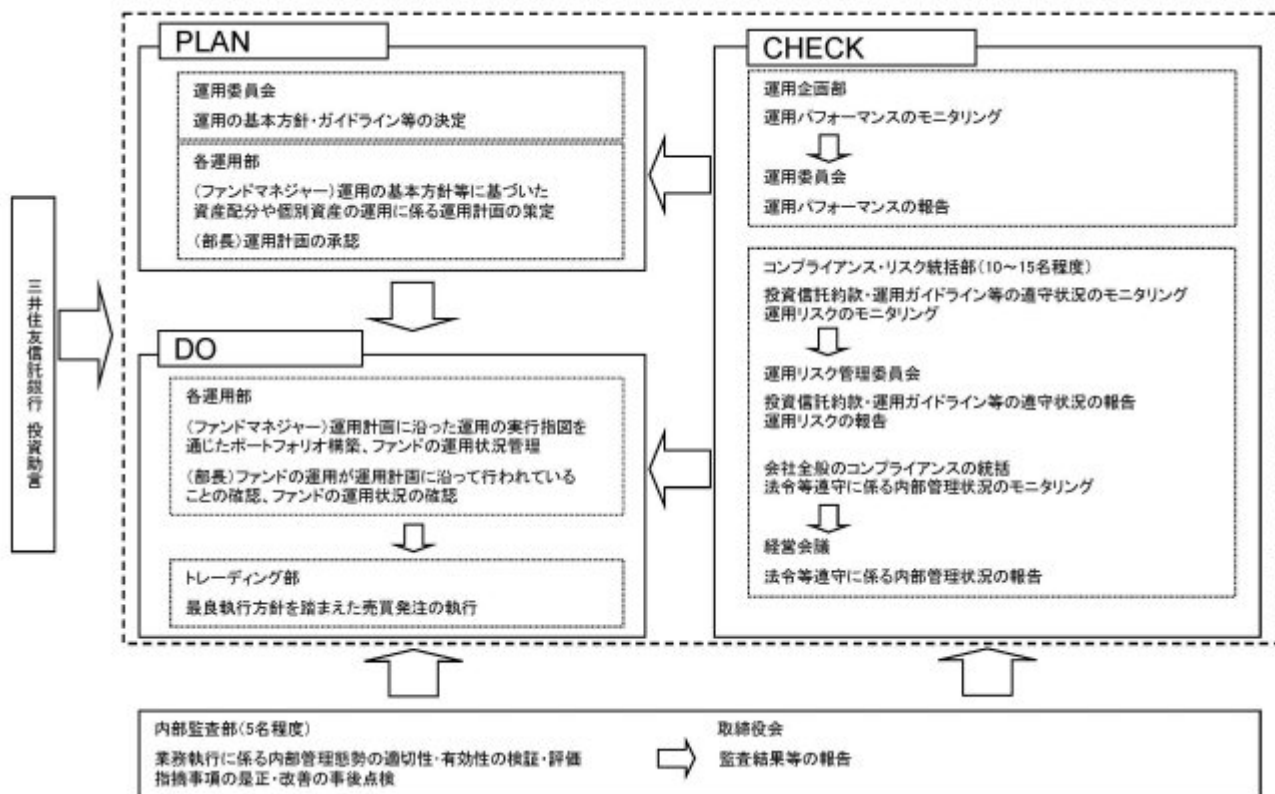 三井住友信託銀行 投資助言
PLAN
運用委員会
運用の基本方針・ガイドライン等の決定
各運用部
(ファンドマネジャー)運用の基本方針等に基づいた
資産配分や個別資産の運用に係る運用計画の策定
(部長)運用計画の承認
DO
各運用部
(ファンドマネジャー)運用計画に沿った運用の実行指図を
通じたポートフォリオ構築、ファンドの運用状況管理
(部長)ファンドの運用が運用計画に沿って行われている
ことの確認、ファンドの運用状況の確認
トレーディング部
最良執行方針を踏まえた売買発注の執行
CHECK
運用企画部
運用パフォーマンスのモニタリング
運用委員会
運用パフォーマンスの報告
コンプライアンス・リスク統括部(10～15名程度)
投資信託約款・運用ガイドライン等の遵守状況のモニタリング
運用リスクのモニタリング
運用リスク管理委員会
投資信託約款・運用ガイドライン等の遵守状況の報告
運用リスクの報告
会社全般のコンプライアンスの統括
法令等遵守に係る内部管理状況のモニタリング
経営会議
法令等遵守に係る内部管理状況の報告
内部監査部(5名程度)
業務執行に係る内部管理態勢の適切性・有効性の検証・評価
指摘事項の是正・改善の事後点検
取締役会
監査結果等の報告